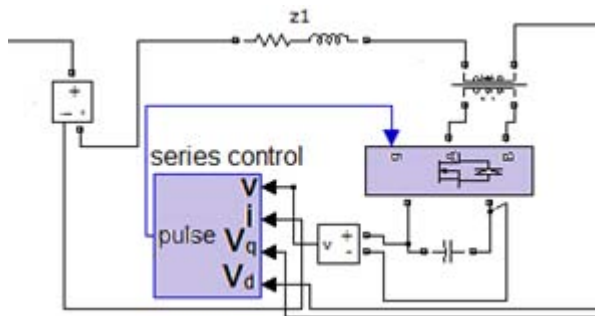 z1
+
-
g
A
B
series control
pulse
v
i
Vq
Vd
v
+
-